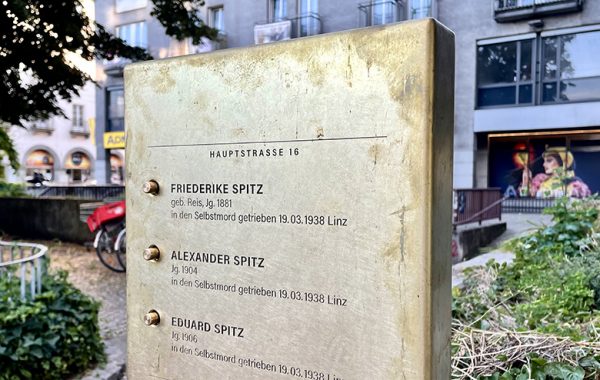 HAUPTSTRASSE 16
FRIEDERIKE SPITZ
geb. Reis, Jg. 1881
in den Selbstmord getrieben 19.03.1938 Linz
ALEXANDER SPITZ
Jg. 1904
in den Selbstmord getrieben 19.03.1938 Linz
EDUARD SPITZ
Jg. 1906
in den Selbstmord getrieben 19.03.1938 Linz